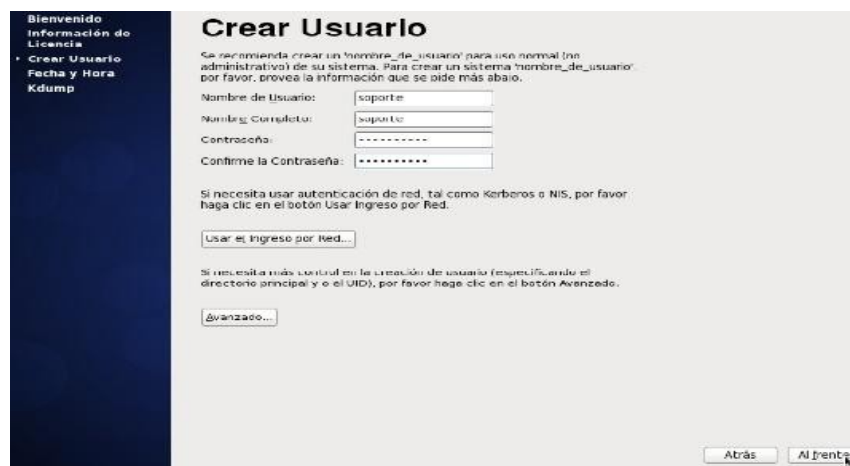 Bienvenido
Información de
Licencia
Crear Usuario
Fecha y Hora
Kdump
Crear Usuario
Se recomienda crear un 'nombre_de_usuario' para uso normal (no
administrativo) de su sistema. Para crear un sistema 'nombre_de_usuario',
por favor, provea la información que se pide más abajo.
Nombre de Usuario: soporte
Nombre Completo: soporte
Contraseña:
Confirme la Contraseña:
Si necesita usar autenticación de red, tal como Kerberos o NIS, por favor
haga clic en el botón Usar Ingreso por Red.
Usar el Ingreso por Red...
Si necesita más control en la creación de usuario (especificando el
directorio principal y o el UID), por favor haga clic en el botón Avanzado.
Avanzado...
Atrás
Al frente